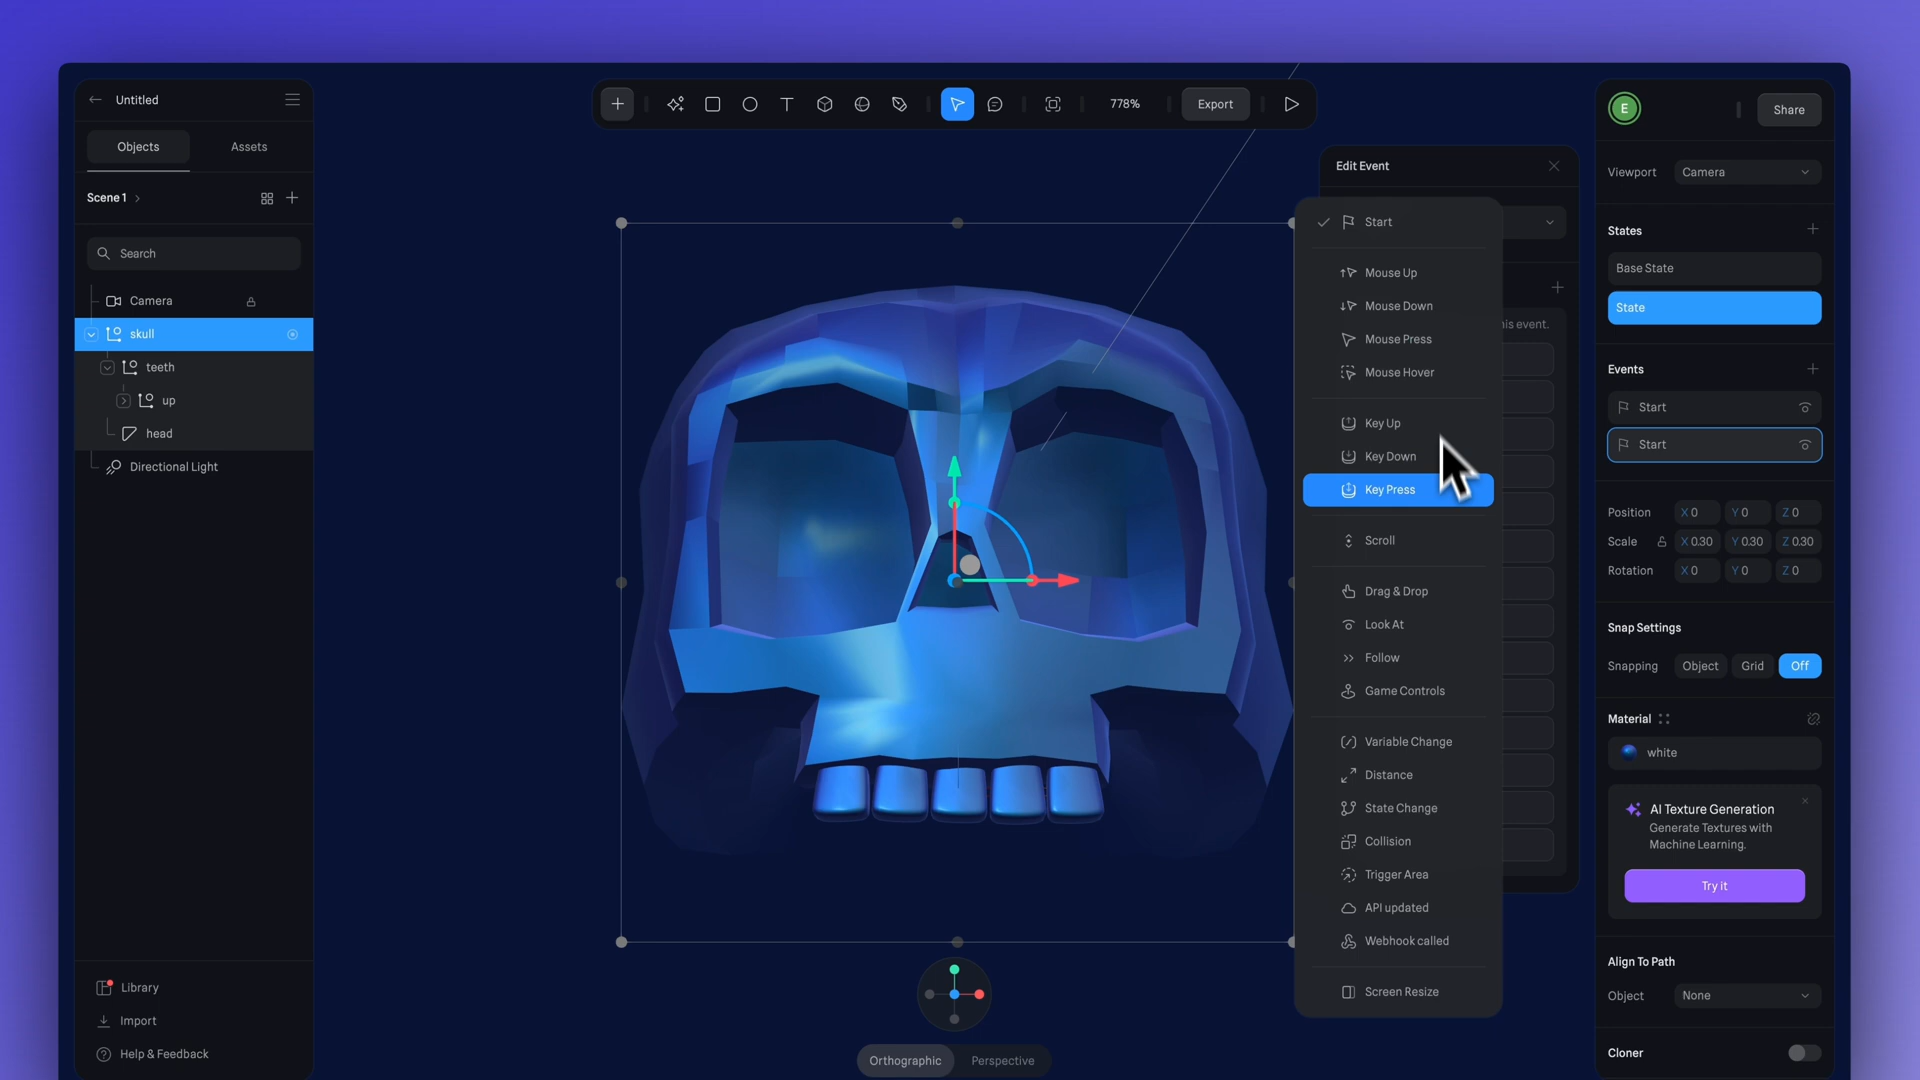 Untitled
Objects
Assets
Scene 1
Search
Camera
skull
teeth
up
head
Directional Light
Library
Import
Help & Feedback
T
778%
Export
Orthographic
Perspective
Edit Event
his event.
Start
Mouse Up
Mouse Down
Mouse Press
Mouse Hover
Key Up
Key Down
Key Press
Scroll
Drag & Drop
Look At
Follow
Game Controls
Variable Change
Distance
State Change
Collision
Trigger Area
API updated
Webhook called
Screen Resize
E
Share
Viewport Camera
States
Base State
State
Events
Start
Start
Position X 0 Y 0 Z 0
Scale X 0.30 Y 0.30 Z 0.30
Rotation X 0 Y 0 Z 0
Snap Settings
Snapping Object Grid Off
Material
white
AI Texture Generation
Generate Textures with
Machine Learning.
Try it
Align To Path
Object None
Cloner